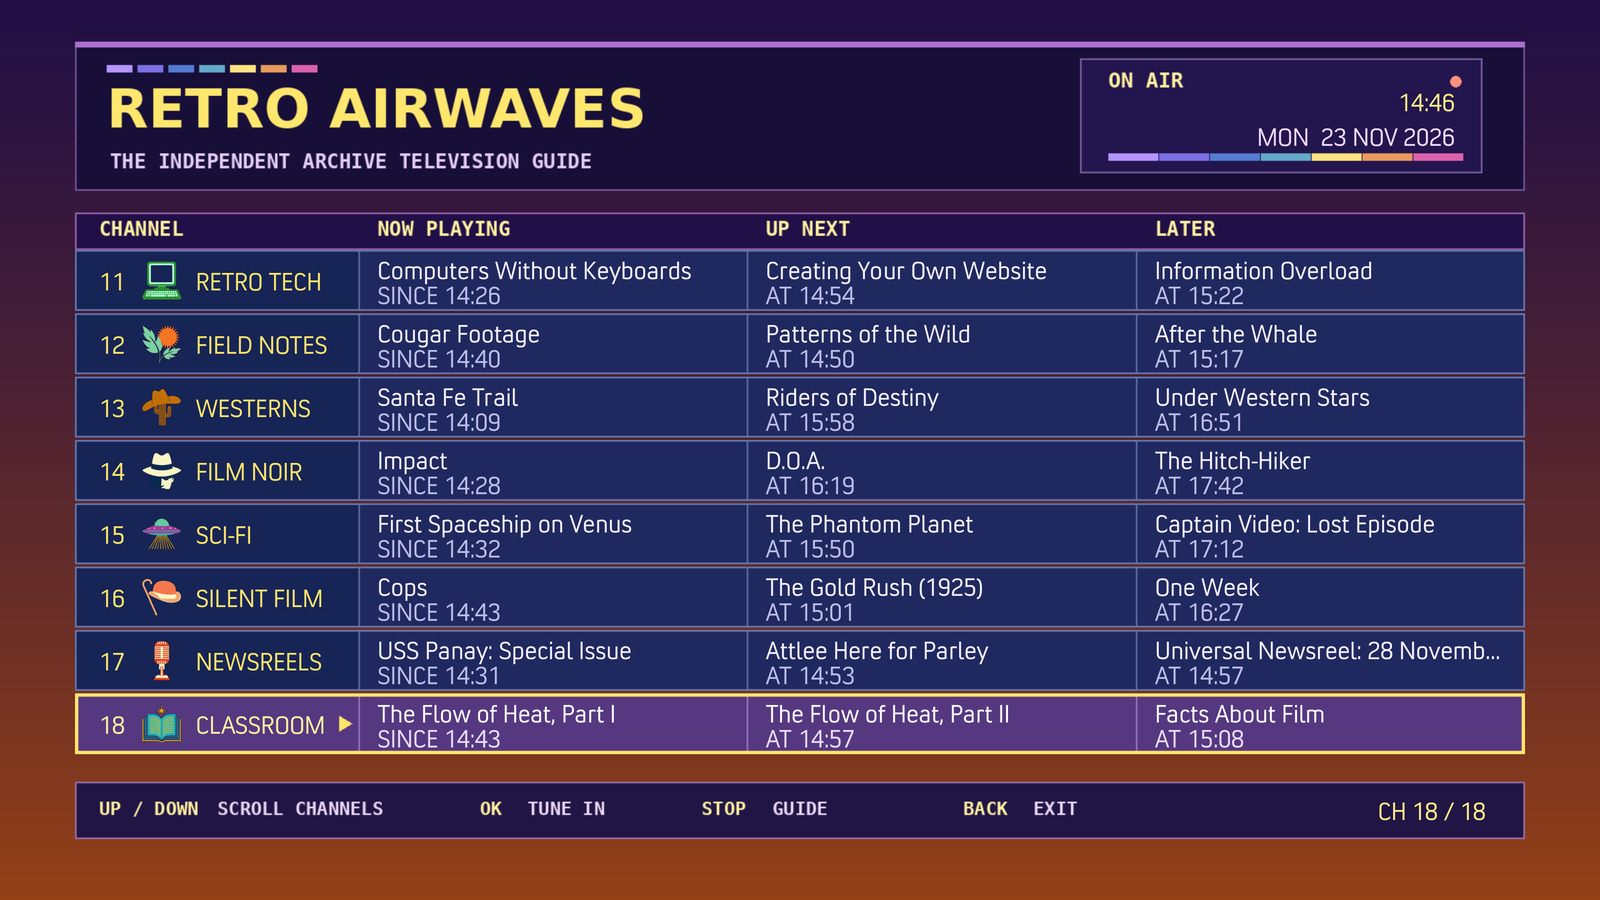 RETRO AIRWAVES
THE INDEPENDENT ARCHIVE TELEVISION GUIDE
ON AIR
14:46
MON 23 NOV 2026
CHANNEL NOW PLAYING UP NEXT LATER
11 RETRO TECH
Computers Without Keyboards
SINCE 14:26
Creating Your Own Website
AT 14:54
Information Overload
AT 15:22
12 FIELD NOTES
Cougar Footage
SINCE 14:40
Patterns of the Wild
AT 14:50
After the Whale
AT 15:17
13 WESTERNS
Santa Fe Trail
SINCE 14:09
Riders of Destiny
AT 15:58
Under Western Stars
AT 16:51
14 FILM NOIR
Impact
SINCE 14:28
D.O.A.
AT 16:19
The Hitch-Hiker
AT 17:42
15 SCI-FI
First Spaceship on Venus
SINCE 14:32
The Phantom Planet
AT 15:50
Captain Video: Lost Episode
AT 17:12
16 SILENT FILM
Cops
SINCE 14:43
The Gold Rush (1925)
AT 15:01
One Week
AT 16:27
17 NEWSREELS
USS Panay: Special Issue
SINCE 14:31
Attlee Here for Parley
AT 14:53
Universal Newsreel: 28 Novemb...
AT 14:57
18 CLASSROOM
The Flow of Heat, Part I
SINCE 14:43
The Flow of Heat, Part II
AT 14:57
Facts About Film
AT 15:08
UP / DOWN SCROLL CHANNELS OK TUNE IN STOP GUIDE BACK EXIT CH 18 / 18